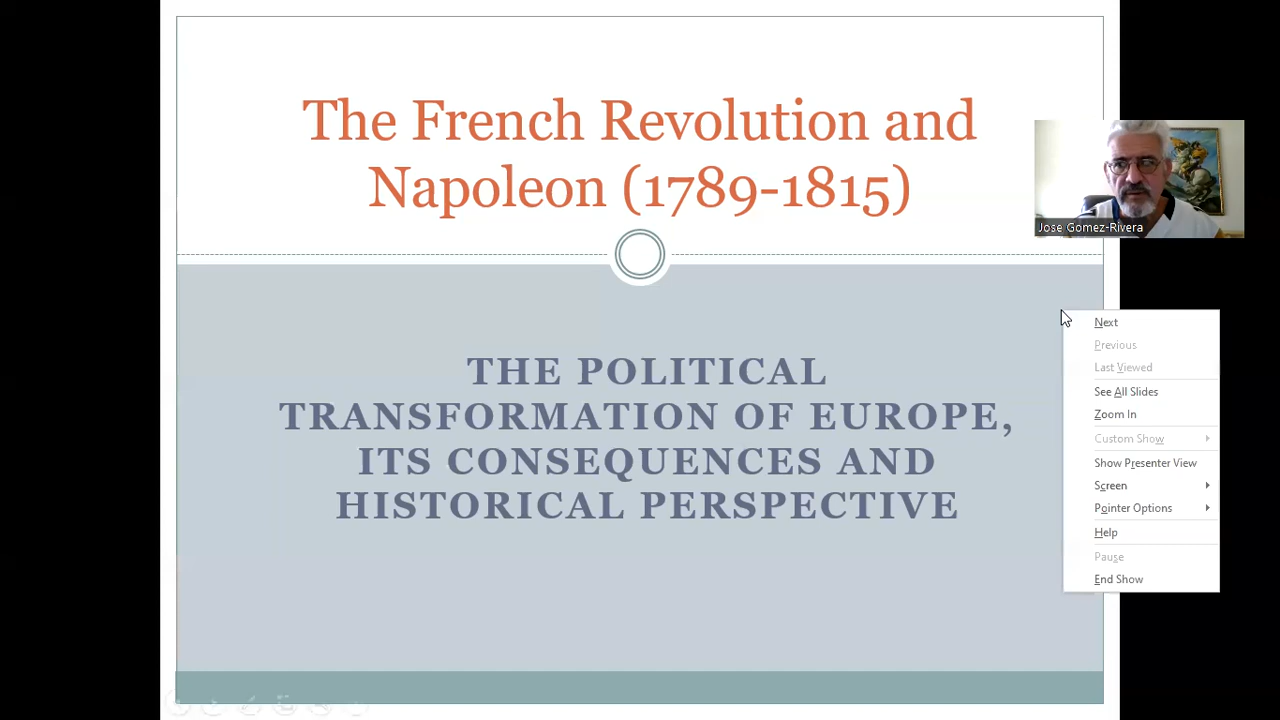 The French Revolution and
Napoleon (1789-1815)
Jose Gomez-Rivera
THE POLITICAL
TRANSFORMATION OF EUROPE,
ITS CONSEQUENCES AND
HISTORICAL PERSPECTIVE
Next
Previous
Last Viewed
See All Slides
Zoom In
Custom Show
Show Presenter View
Screen
Pointer Options
Help
Pause
End Show